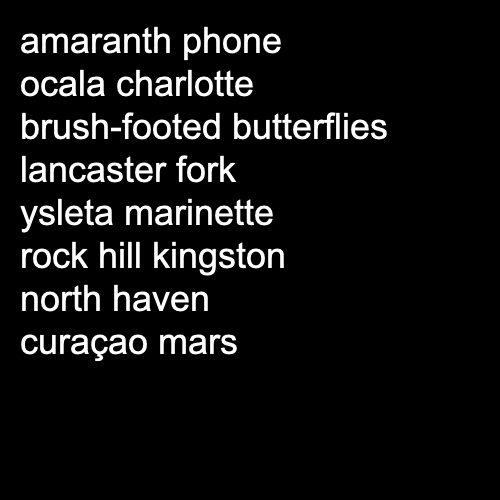 amaranth phone
ocala charlotte
brush-footed butterflies
lancaster fork
ysleta marinette
rock hill kingston
north haven
curaçao mars